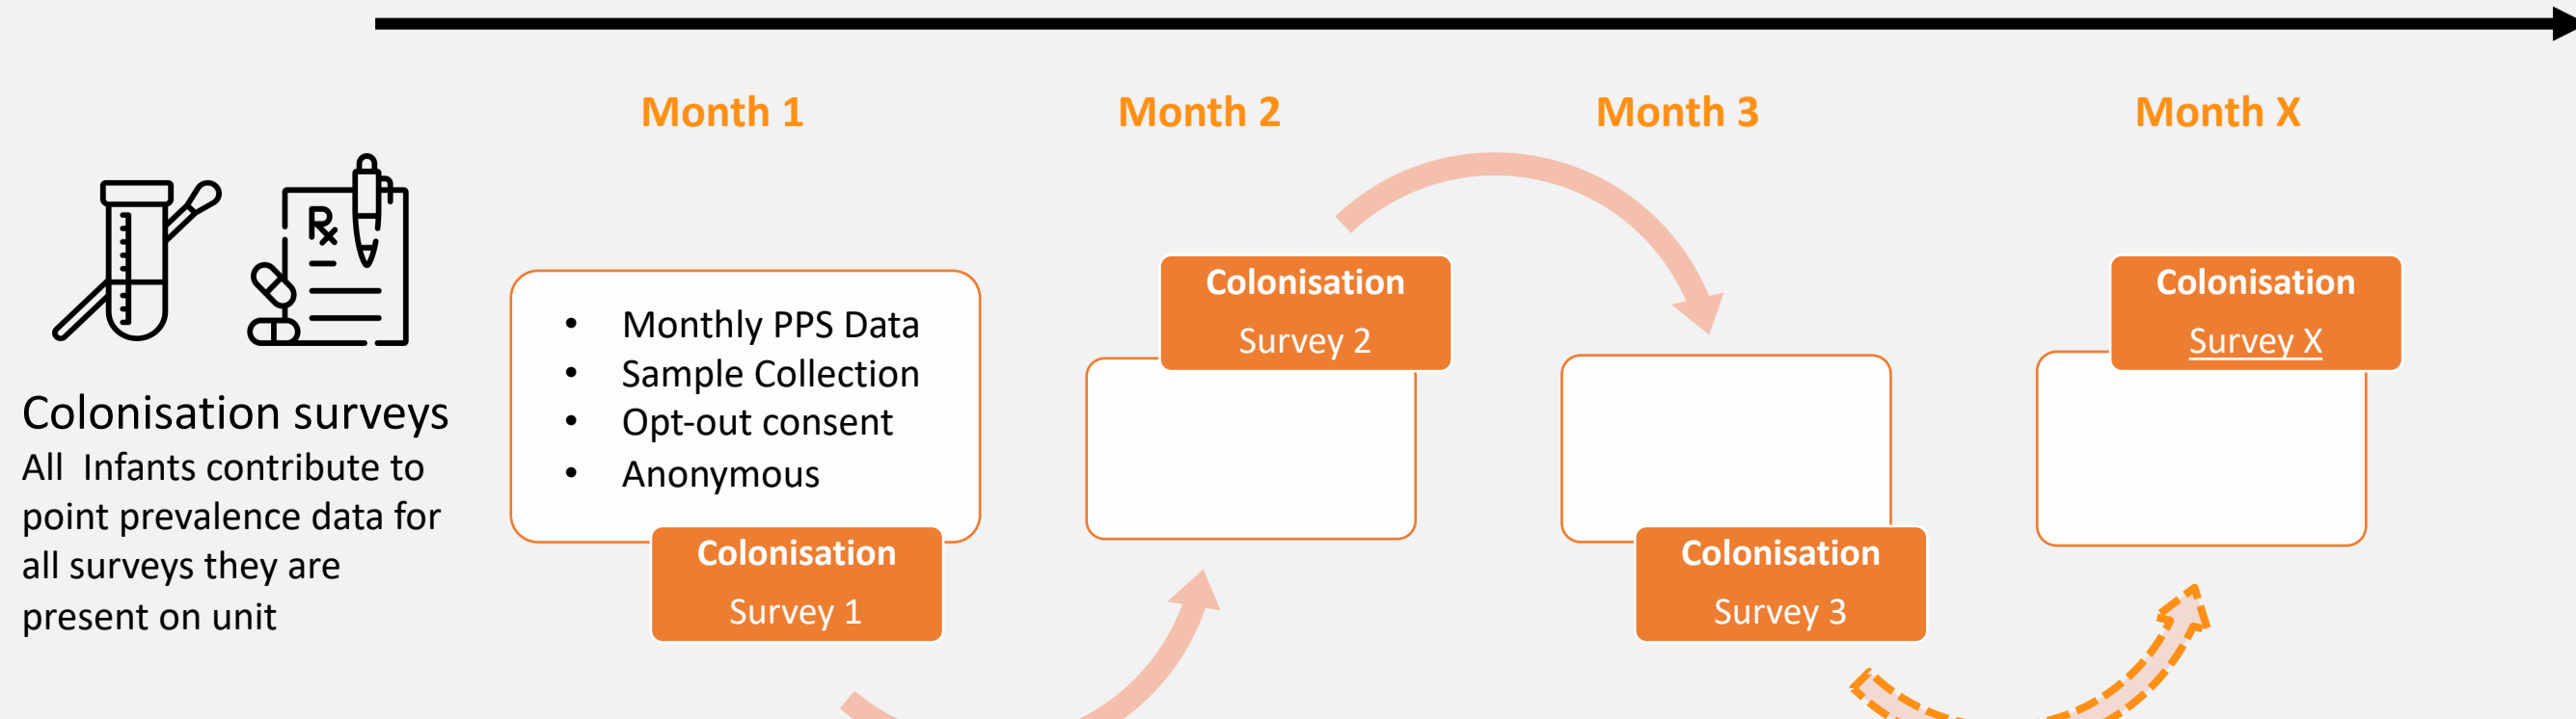 Month 1
Month 2
Month 3
Month X
Rx
Colonisation surveys
All Infants contribute to
point prevalence data for
all surveys they are
present on unit
• Monthly PPS Data
• Sample Collection
• Opt-out consent
• Anonymous
Colonisation
Survey 1
Colonisation
Survey 2
Colonisation
Survey 3
Colonisation
Survey X